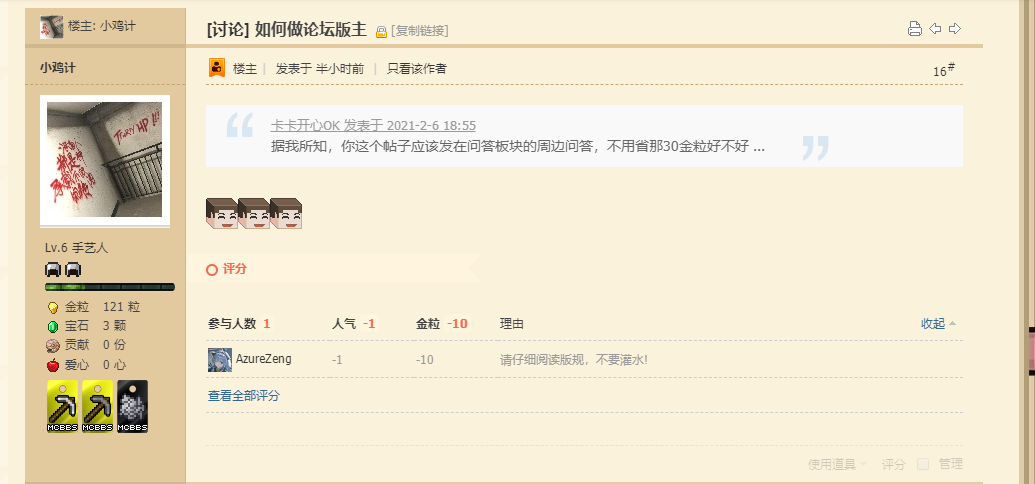 楼主: 小鸡计
[讨论] 如何做论坛版主 [复制链接]
小鸡计
楼主 | 发表于 半小时前 | 只看该作者
16#
卡卡开心OK 发表于 2021-2-6 18:55
据我所知，你这个帖子应该发在问答板块的周边问答，不用省那30金粒好不好 ...
Lv.6 手艺人
金粒 121 粒
宝石 3 颗
贡献 0 份
爱心 0 心
MCBBS MCBBS MCBBS
评分
参与人数 1 人气 -1 金粒 -10 理由 收起
AzureZeng -1 -10 请仔细阅读版规，不要灌水!
查看全部评分
使用道具 评分 管理